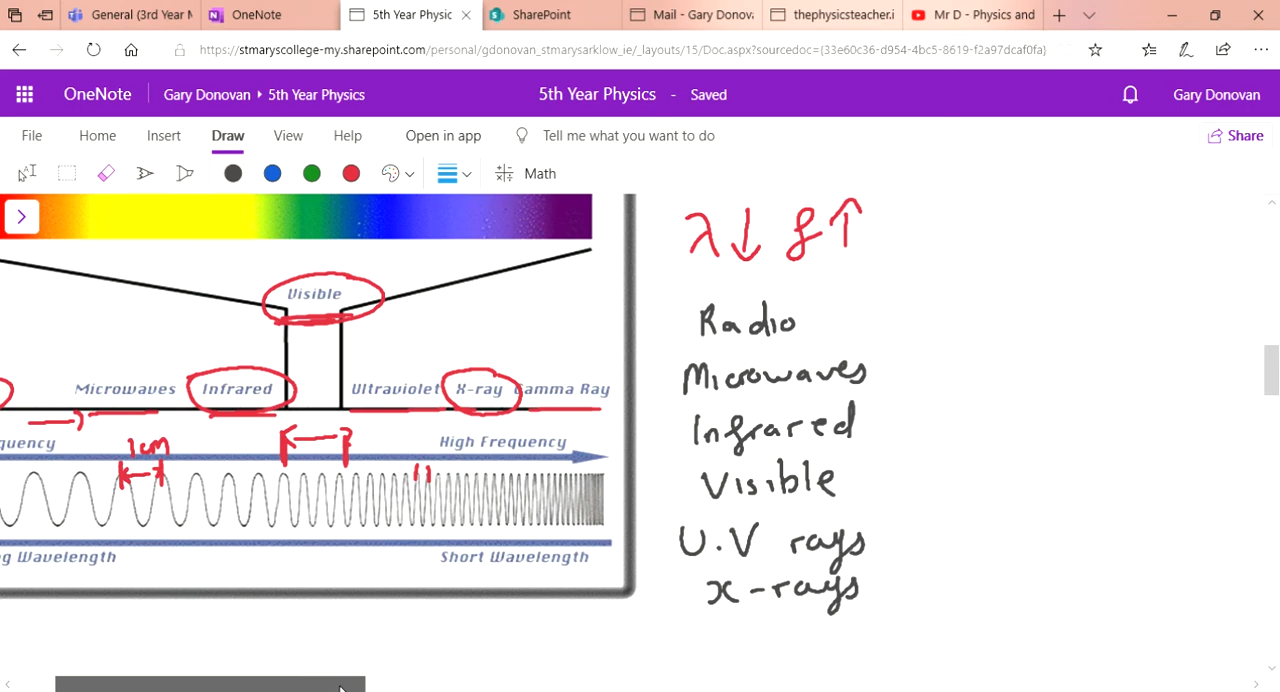 General (3rd Year M
OneNote
5th Year Physic
SharePoint
Mail - Gary Donova
thephysicsteacher.i
Mr D - Physics and
https://stmaryscollege-my.sharepoint.com/personal/gdonovan_stmarysarklow_ie/_layouts/15/Doc.aspx?sourcedoc={33e60c36-d954-4bc5-8619-f2a97dcaf0fa}
OneNote
Gary Donovan ▸ 5th Year Physics
5th Year Physics - Saved
Gary Donovan
File Home Insert Draw View Help Open in app Tell me what you want to do Share
Math
λ↓ f↑
Visible
Radio
Microwaves Infrared Ultraviolet X-ray Gamma Ray
Microwaves
Infrared
quency 1cm High Frequency
Visible
U.V rays
ng Wavelength Short Wavelength
x-rays